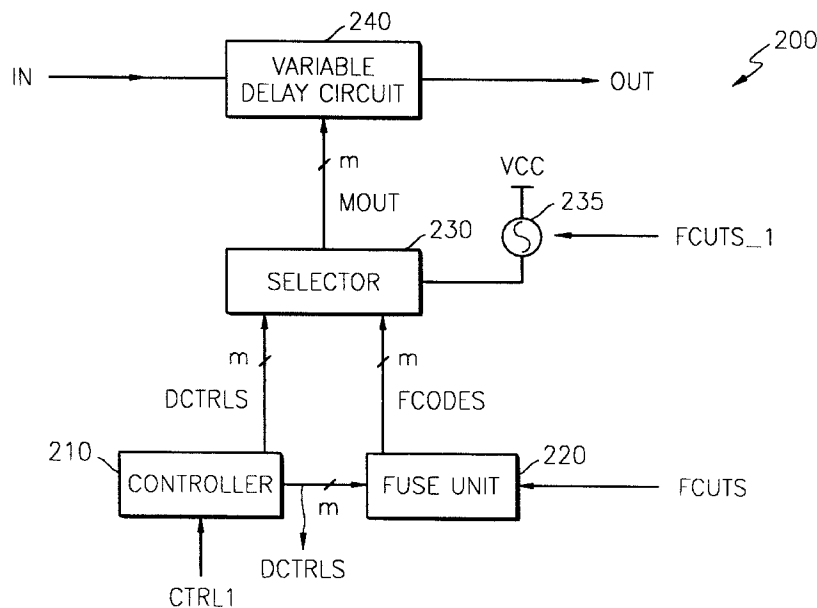 240
200
IN
VARIABLE
DELAY CIRCUIT
OUT
m
MOUT
VCC
235
230
FCUTS_1
SELECTOR
m
m
DCTRLS
FCODES
210
220
CONTROLLER
m
FUSE UNIT
FCUTS
DCTRLS
CTRL1